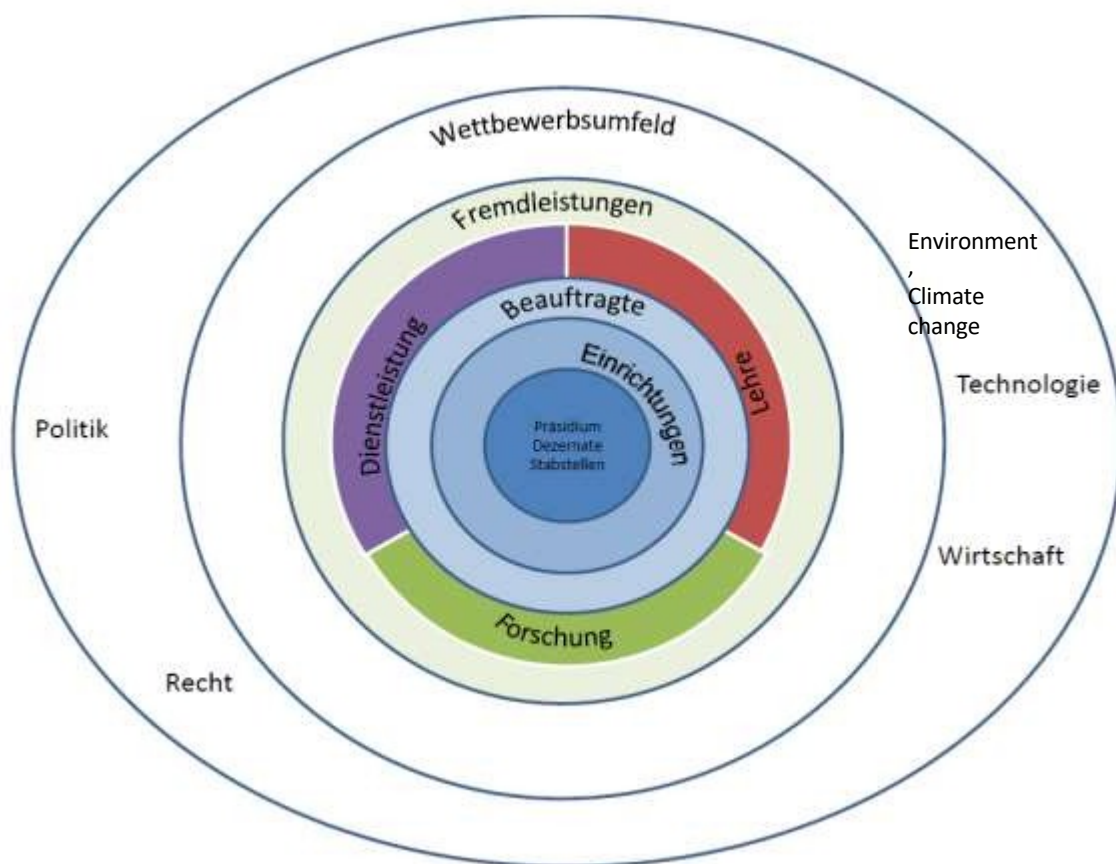 Wettbewerbsumfeld
Fremdleistungen
Environment
,
Climate
change
Beauftragte
Dienstleistung
Einrichtungen
Lehre
Technologie
Politik
Präsidium
Dezernate
Stabstellen
Wirtschaft
Forschung
Recht